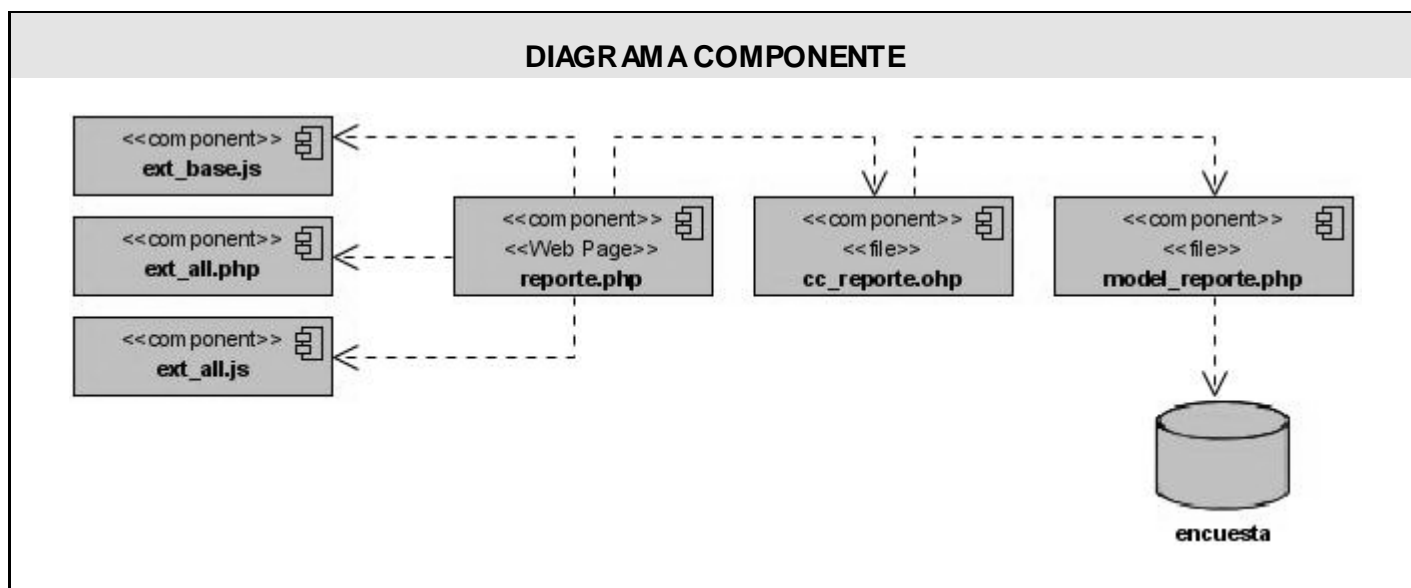 DIAGRAMA COMPONENTE
<<component>>
ext_base.js
<<component>>
ext_all.php
<<component>>
ext_all.js
<<component>>
<<Web Page>>
reporte.php
<<component>>
<<file>>
cc_reporte.ohp
<<component>>
<<file>>
model_reporte.php
encuesta